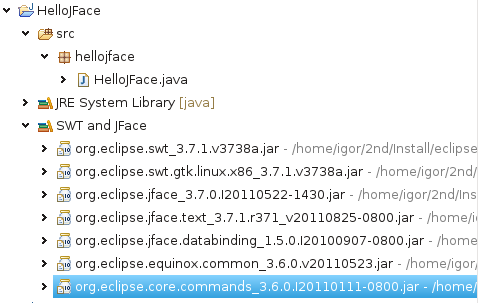 HelloJFace
src
hellojface
HelloJFace.java
JRE System Library [java]
SWT and JFace
org.eclipse.swt_3.7.1.v3738a.jar - /home/igor/2nd/Install/eclipse
org.eclipse.swt.gtk.linux.x86_3.7.1.v3738a.jar - /home/igor/2
org.eclipse.jface_3.7.0.I20110522-1430.jar - /home/igor/2nd/Ins
org.eclipse.jface.text_3.7.1.r371_v20110825-0800.jar - /home/i
org.eclipse.jface.databinding_1.5.0.I20100907-0800.jar - /home
org.eclipse.equinox.common_3.6.0.v20110523.jar - /home/igor/
org.eclipse.core.commands_3.6.0.I20110111-0800.jar - /home/